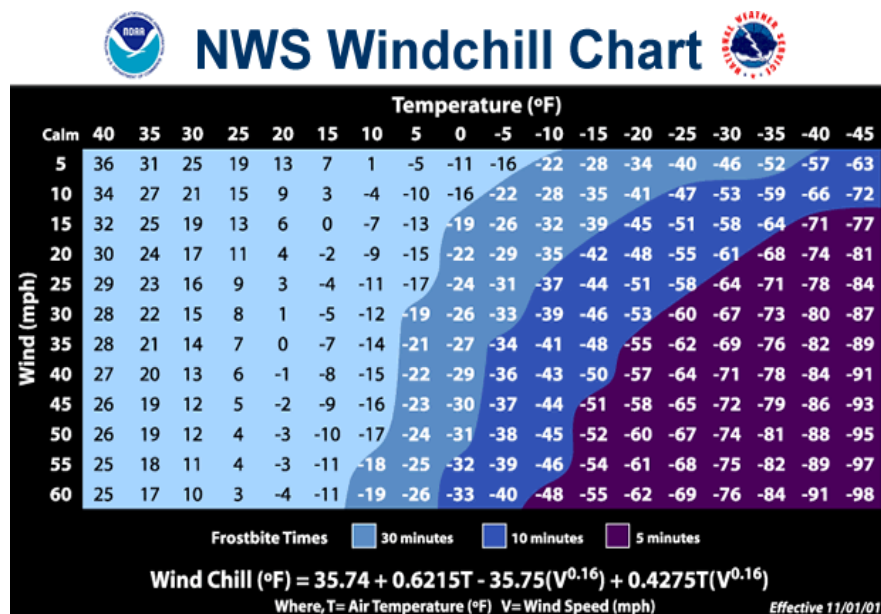 NOAA
NWS Windchill Chart
NATIONAL WEATHER SERVICE
Temperature (ºF)
Calm 40 35 30 25 20 15 10 5 0 -5 -10 -15 -20 -25 -30 -35 -40 -45
Wind (mph)
5 36 31 25 19 13 7 1 -5 -11 -16 -22 -28 -34 -40 -46 -52 -57 -63
10 34 27 21 15 9 3 -4 -10 -16 -22 -28 -35 -41 -47 -53 -59 -66 -72
15 32 25 19 13 6 0 -7 -13 -19 -26 -32 -39 -45 -51 -58 -64 -71 -77
20 30 24 17 11 4 -2 -9 -15 -22 -29 -35 -42 -48 -55 -61 -68 -74 -81
25 29 23 16 9 3 -4 -11 -17 -24 -31 -37 -44 -51 -58 -64 -71 -78 -84
30 28 22 15 8 1 -5 -12 -19 -26 -33 -39 -46 -53 -60 -67 -73 -80 -87
35 28 21 14 7 0 -7 -14 -21 -27 -34 -41 -48 -55 -62 -69 -76 -82 -89
40 27 20 13 6 -1 -8 -15 -22 -29 -36 -43 -50 -57 -64 -71 -78 -84 -91
45 26 19 12 5 -2 -9 -16 -23 -30 -37 -44 -51 -58 -65 -72 -79 -86 -93
50 26 19 12 4 -3 -10 -17 -24 -31 -38 -45 -52 -60 -67 -74 -81 -88 -95
55 25 18 11 4 -3 -11 -18 -25 -32 -39 -46 -54 -61 -68 -75 -82 -89 -97
60 25 17 10 3 -4 -11 -19 -26 -33 -40 -48 -55 -62 -69 -76 -84 -91 -98
Frostbite Times 30 minutes 10 minutes 5 minutes
Wind Chill (ºF) = 35.74 + 0.6215T - 35.75(V^0.16) + 0.4275T(V^0.16)
Where, T= Air Temperature (ºF) V= Wind Speed (mph)
Effective 11/01/01